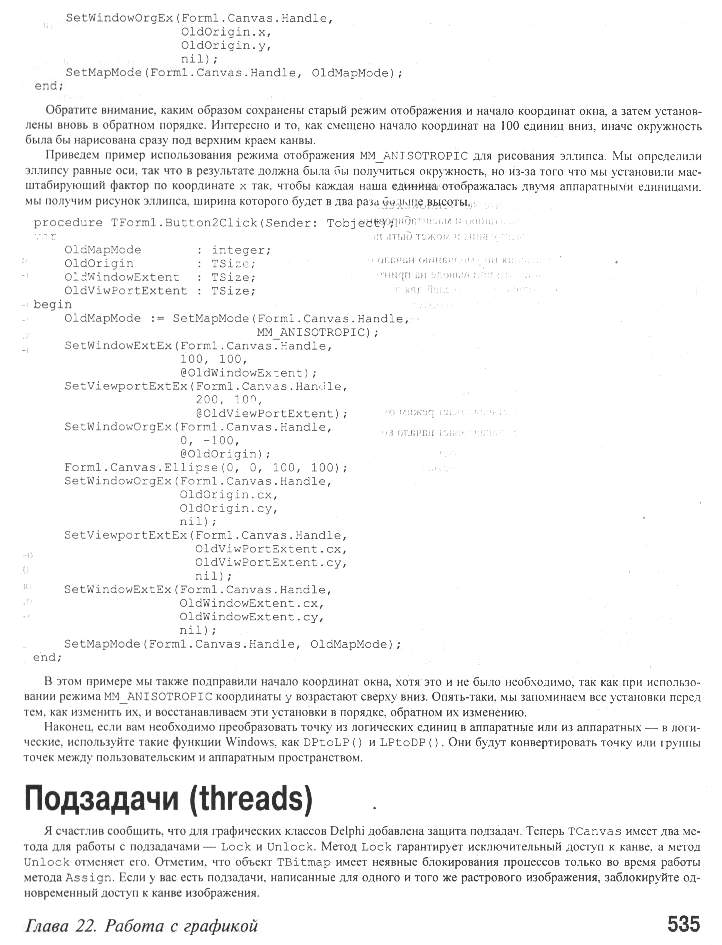 SetWindowOrgEx(Form1.Canvas.Handle,
OldOrigin.x,
OldOrigin.y,
nil);
SetMapMode(Form1.Canvas.Handle, OldMapMode);
end;
Обратите внимание, каким образом сохранены старый режим отображения и начало координат окна, а затем установ-
лены вновь в обратном порядке. Интересно и то, как смещено начало координат на 100 единиц вниз, иначе окружность
была бы нарисована сразу под верхним краем канвы.
Приведем пример использования режима отображения MM_ANISOTROPIC для рисования эллипса. Мы определили
эллипсу равные оси, так что в результате должна была бы получиться окружность, но из-за того что мы установили мас-
штабирующий фактор по координате x так, чтобы каждая наша единица отображалась двумя аппаратными единицами,
мы получим рисунок эллипса, ширина которого будет в два раза больше высоты.
procedure TForm1.Button2Click(Sender: Tobject);
var
OldMapMode : integer;
OldOrigin : TSize;
OldWindowExtent : TSize;
OldViwPortExtent : TSize;
begin
OldMapMode := SetMapMode(Form1.Canvas.Handle,
MM_ANISOTROPIC);
SetWindowExtEx(Form1.Canvas.Handle,
100, 100,
@OldWindowExtent);
SetViewportExtEx(Form1.Canvas.Handle,
200, 100,
@OldViewPortExtent);
SetWindowOrgEx(Form1.Canvas.Handle,
0, -100,
@OldOrigin);
Form1.Canvas.Ellipse(0, 0, 100, 100);
SetWindowOrgEx(Form1.Canvas.Handle,
OldOrigin.cx,
OldOrigin.cy,
nil);
SetViewportExtEx(Form1.Canvas.Handle,
OldViwPortExtent.cx,
OldViwPortExtent.cy,
nil);
SetWindowExtEx(Form1.Canvas.Handle,
OldWindowExtent.cx,
OldWindowExtent.cy,
nil);
SetMapMode(Form1.Canvas.Handle, OldMapMode);
end;
В этом примере мы также подправили начало координат окна, хотя это и не было необходимо, так как при использо-
вании режима MM_ANISOTROPIC координаты y возрастают сверху вниз. Опять-таки, мы запоминаем все установки перед
тем, как изменить их, и восстанавливаем эти установки в порядке, обратном их изменению.
Наконец, если вам необходимо преобразовать точку из логических единиц в аппаратные или из аппаратных — в логи-
ческие, используйте такие функции Windows, как DPtoLP() и LPtoDP(). Они будут конвертировать точку или группы
точек между пользовательским и аппаратным пространством.
Подзадачи (threads)
Я счастлив сообщить, что для графических классов Delphi добавлена защита подзадач. Теперь TCanvas имеет два ме-
тода для работы с подзадачами — Lock и Unlock. Метод Lock гарантирует исключительный доступ к канве, а метод
Unlock отменяет его. Отметим, что объект TBitmap имеет неявные блокирования процессов только во время работы
метода Assign. Если у вас есть подзадачи, написанные для одного и того же растрового изображения, заблокируйте од-
новременный доступ к канве изображения.
Глава 22. Работа с графикой 535